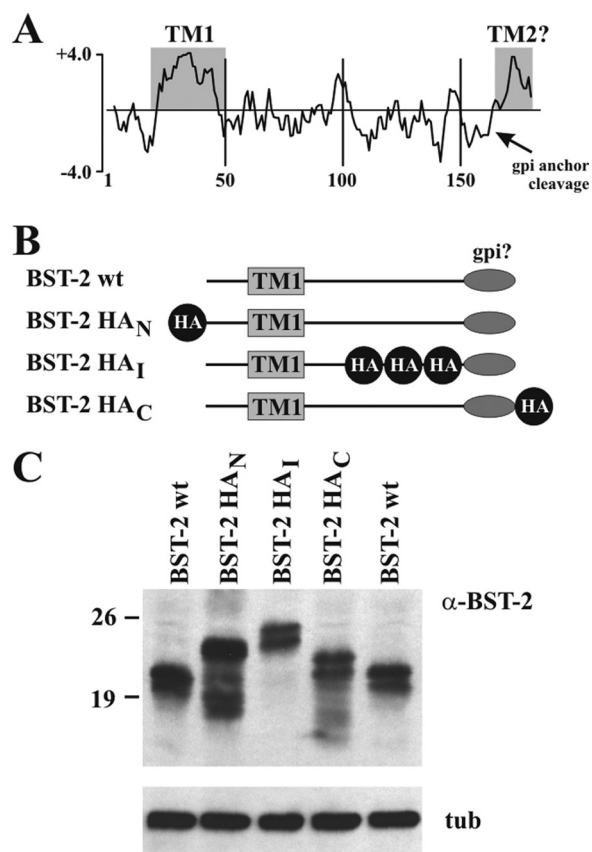 A
TM1
TM2?
+4.0
-4.0
1
50
100
150
gpi anchor
cleavage
B
gpi?
BST-2 wt
TM1
BST-2 HAN
HA
TM1
BST-2 HAI
TM1
HA HA HA
BST-2 HAC
TM1
HA
C
BST-2 wt
BST-2 HAN
BST-2 HAI
BST-2 HAC
BST-2 wt
α-BST-2
26
19
tub